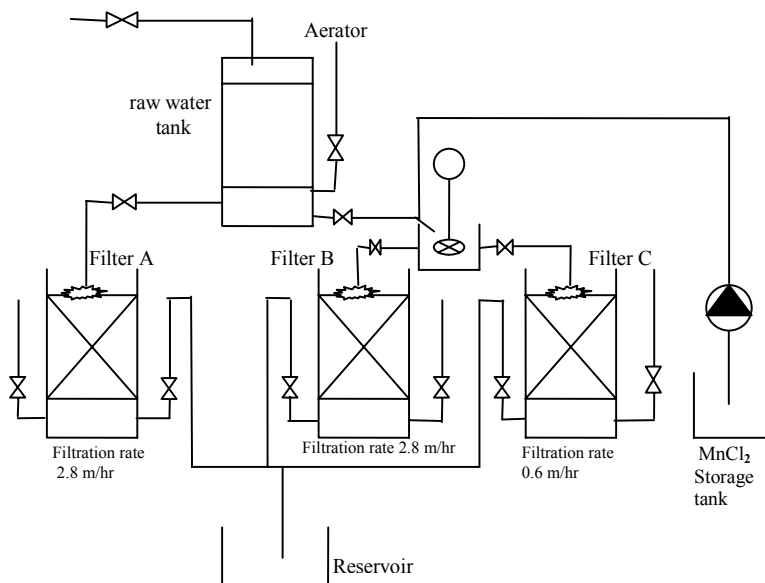 Aerator
raw water
tank
Filter A
Filter B
Filter C
Filtration rate
2.8 m/hr
Filtration rate 2.8 m/hr
Filtration rate
0.6 m/hr
MnCl₂
Storage
tank
Reservoir